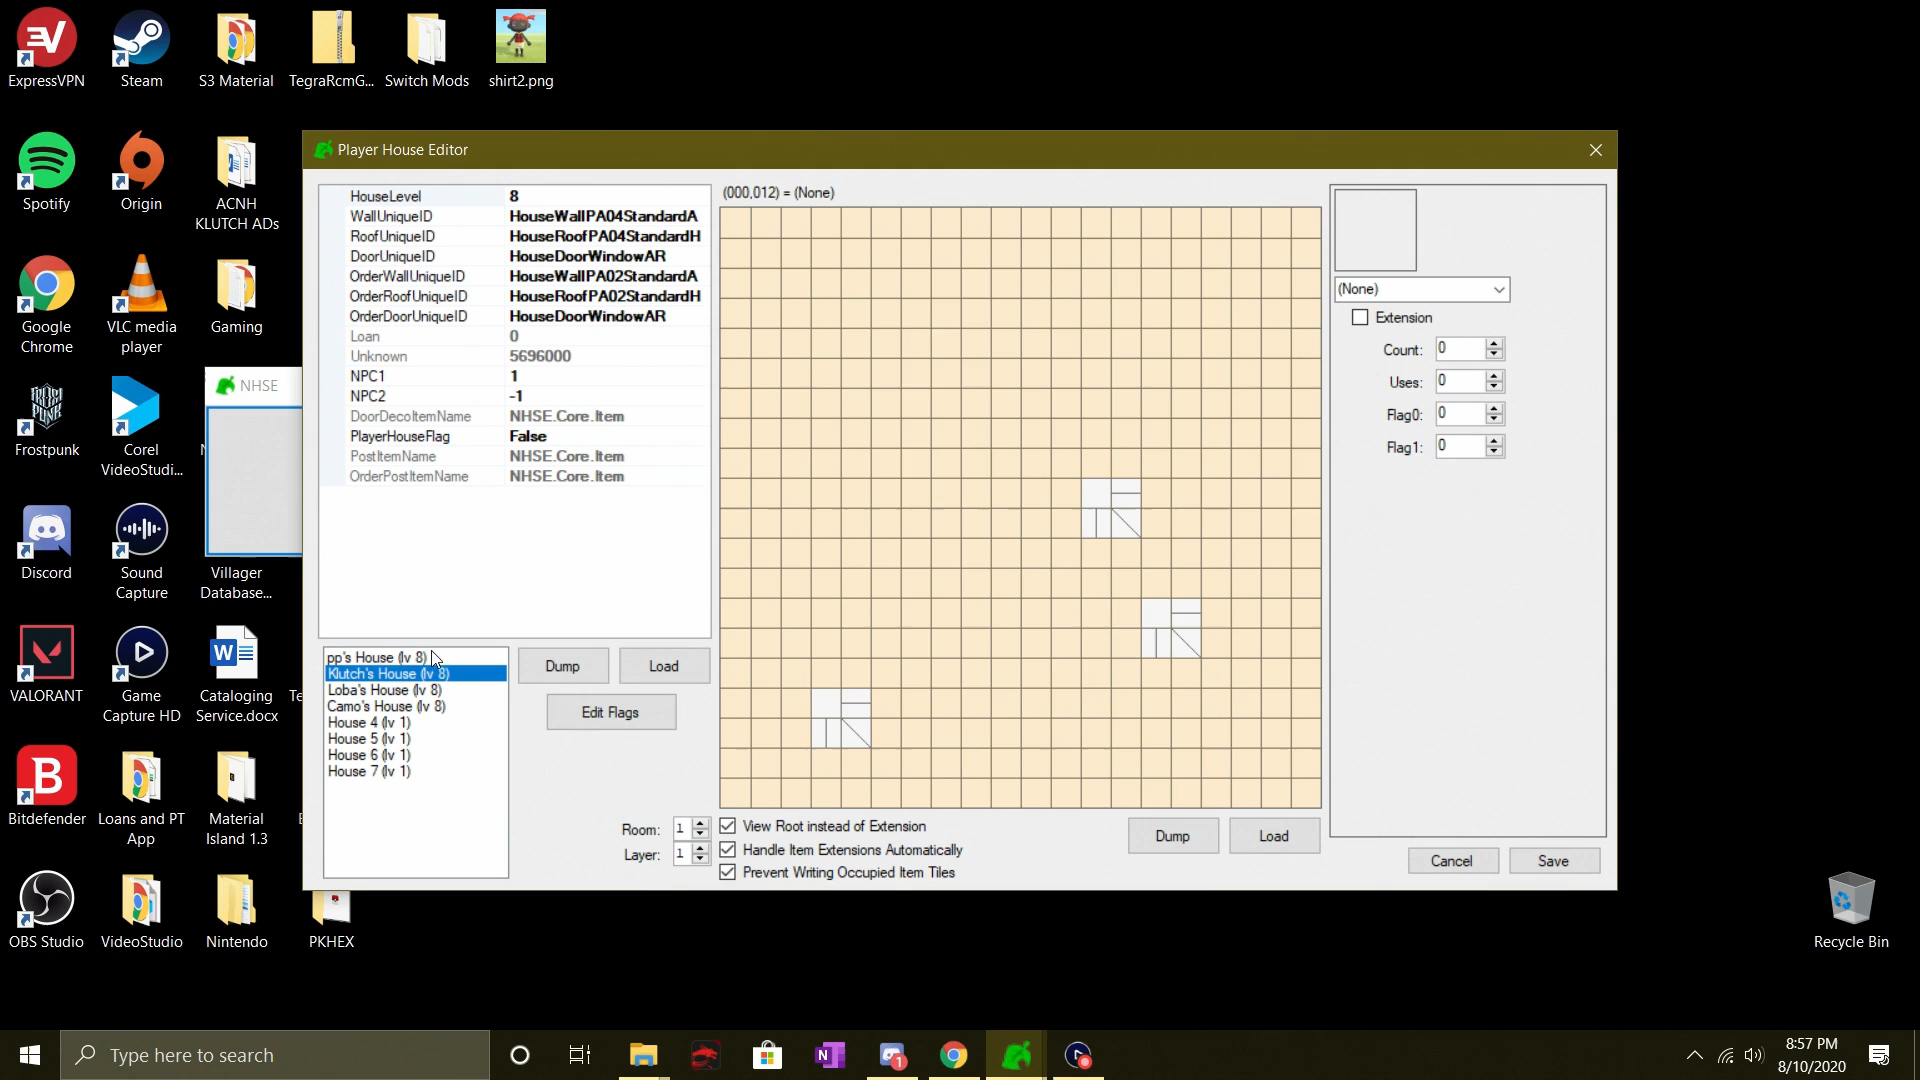 ExpressVPN
Steam
S3 Material
TegraRcmG...
Switch Mods
shirt2.png
Spotify
Origin
ACNH
KLUTCH ADs
Google
Chrome
VLC media
player
Gaming
Frostpunk
Corel
VideoStudi...
Discord
Sound
Capture
Villager
Database...
VALORANT
Game
Capture HD
Cataloging
Service.docx
Bitdefender
Loans and PT
App
Material
Island 1.3
OBS Studio
VideoStudio
Nintendo
PKHEX
Recycle Bin
NHSE
Player House Editor
HouseLevel 8
WallUniqueID HouseWallPA04StandardA
RoofUniqueID HouseRoofPA04StandardH
DoorUniqueID HouseDoorWindowAR
OrderWallUniqueID HouseWallPA02StandardA
OrderRoofUniqueID HouseRoofPA02StandardH
OrderDoorUniqueID HouseDoorWindowAR
Loan 0
Unknown 5696000
NPC1 1
NPC2 -1
DoorDecoItemName NHSE.Core.Item
PlayerHouseFlag False
PostItemName NHSE.Core.Item
OrderPostItemName NHSE.Core.Item
pp's House (lv 8)
Klutch's House (lv 8)
Loba's House (lv 8)
Camo's House (lv 8)
House 4 (lv 1)
House 5 (lv 1)
House 6 (lv 1)
House 7 (lv 1)
Dump
Load
Edit Flags
Room: 1
Layer: 1
(000,012) = (None)
View Root instead of Extension
Handle Item Extensions Automatically
Prevent Writing Occupied Item Tiles
Dump
Load
(None)
Extension
Count: 0
Uses: 0
Flag0: 0
Flag1: 0
Cancel
Save
Type here to search
1
8:57 PM
8/10/2020